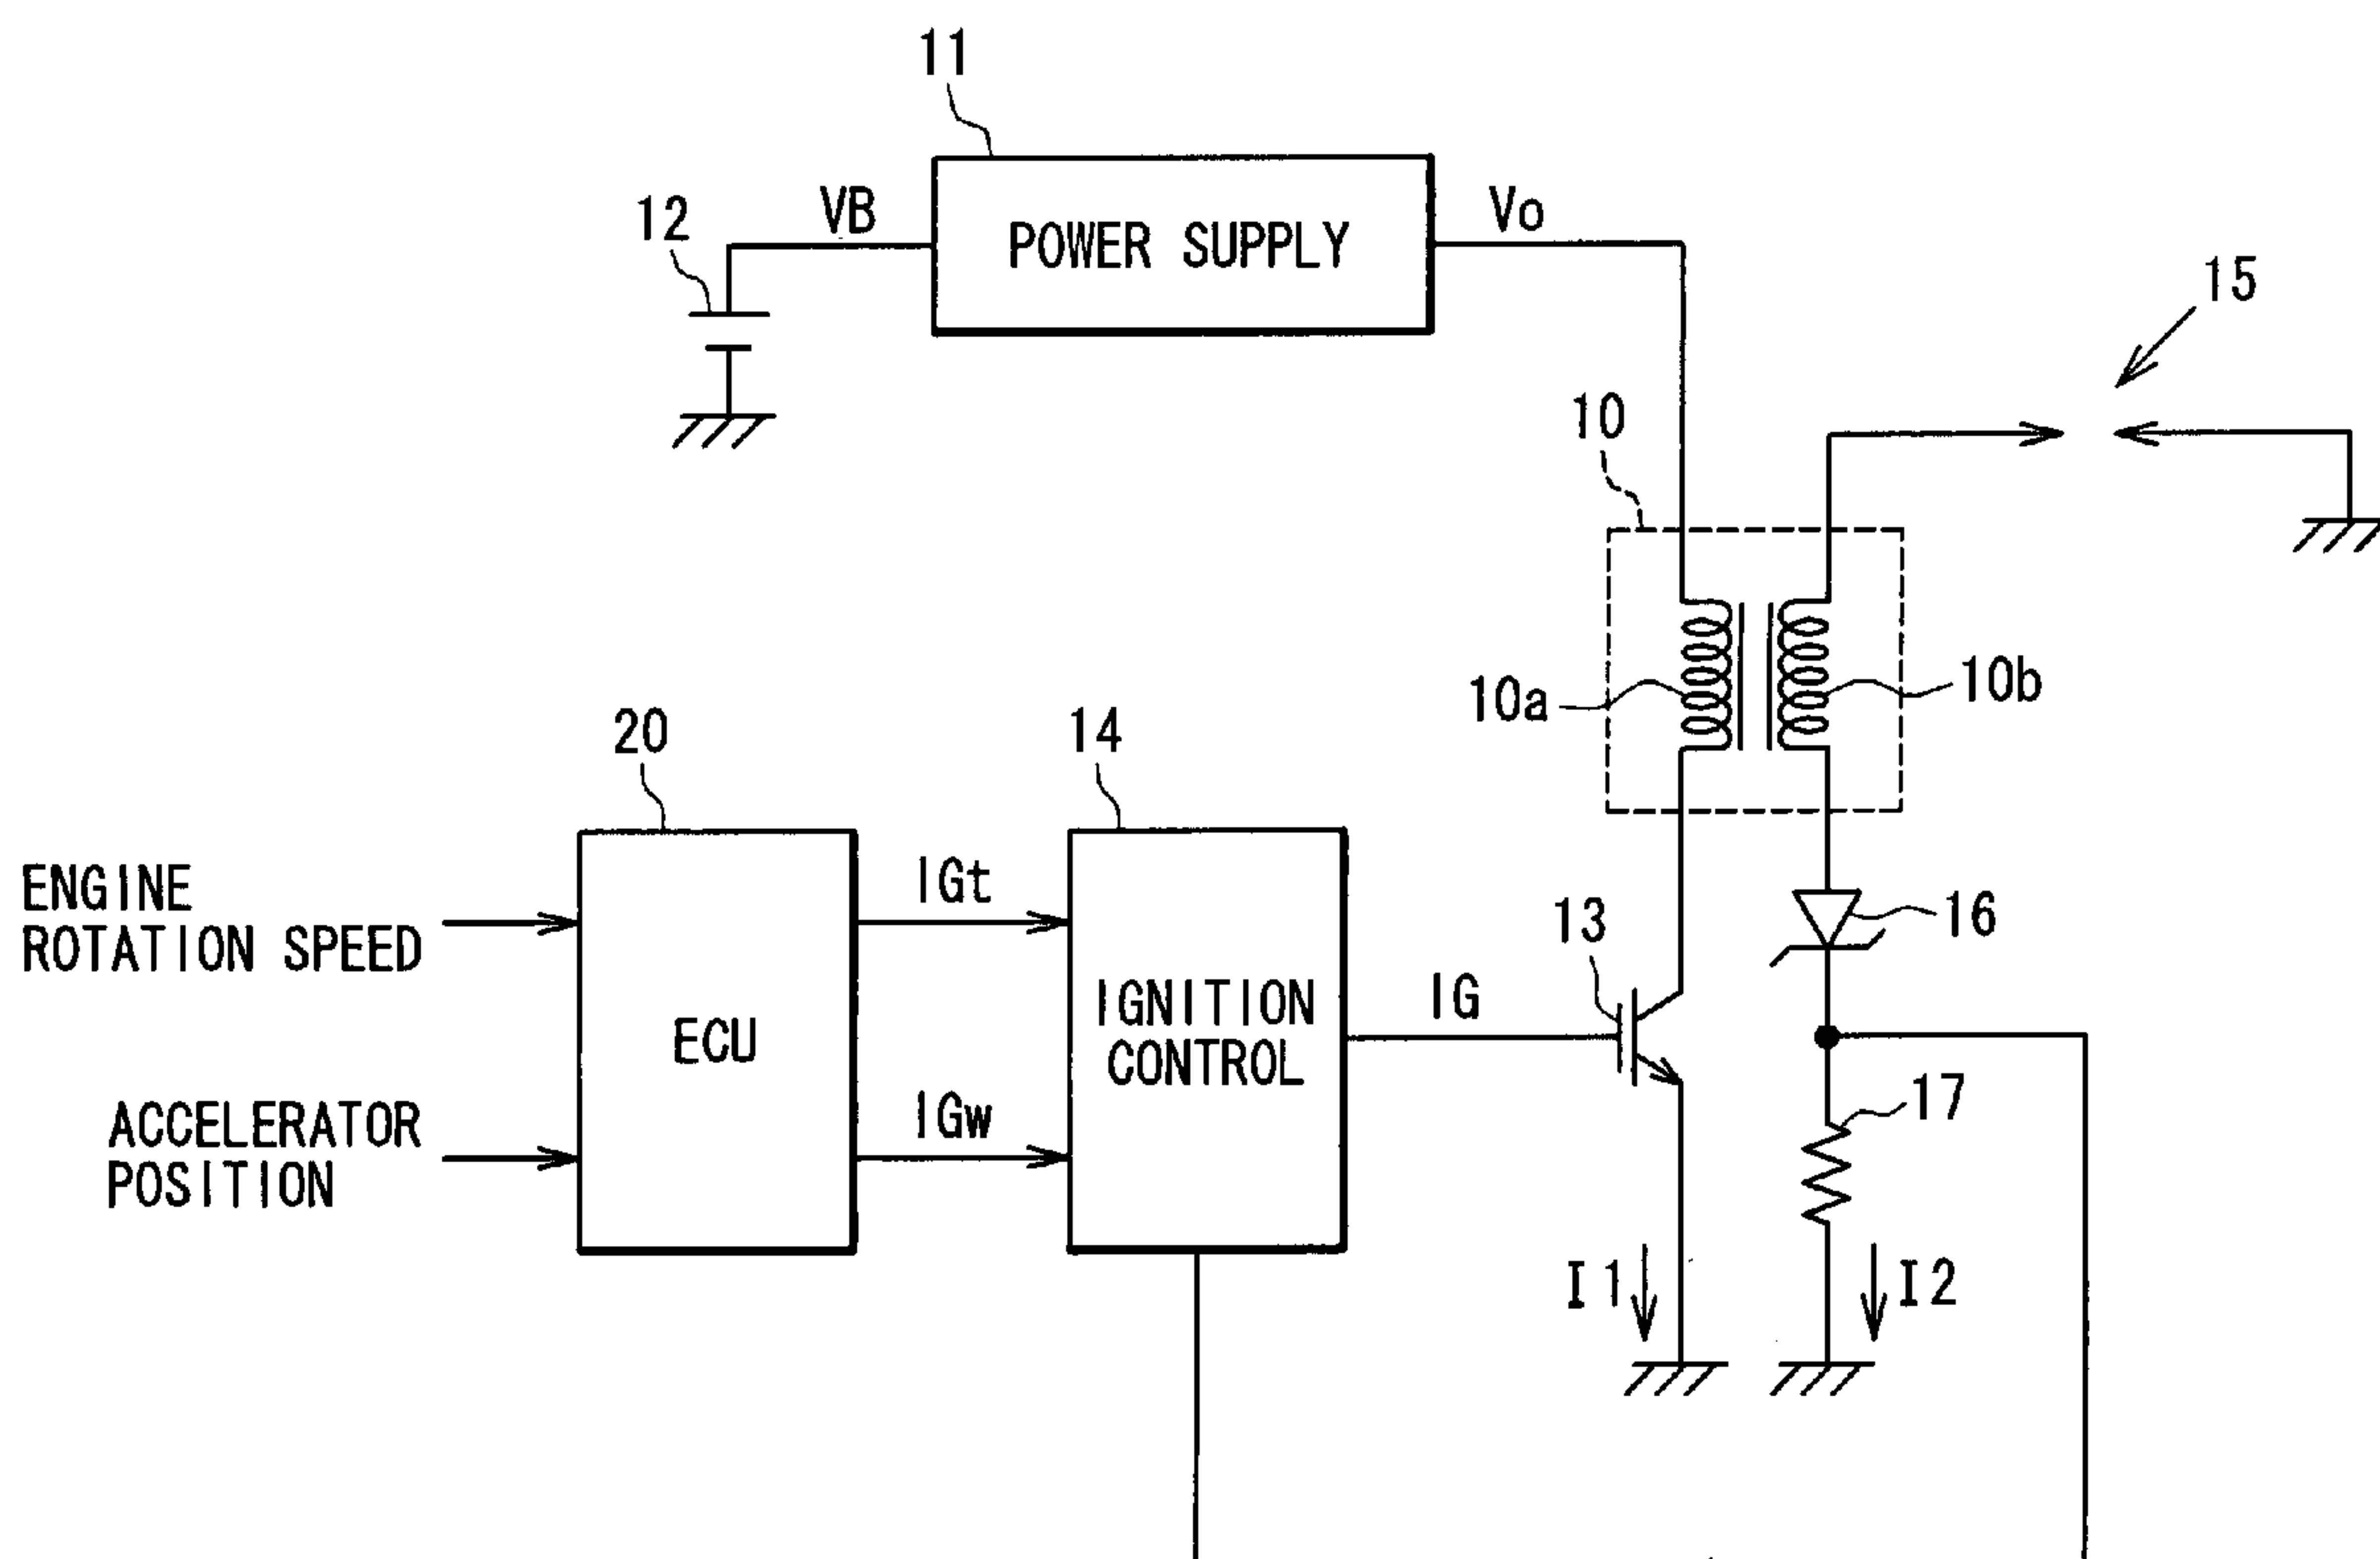 11
12
VB
POWER SUPPLY
Vo
15
10
10a
10b
20
14
ENGINE
ROTATION SPEED
IGt
13
16
ECU
IGNITION
CONTROL
IG
ACCELERATOR
POSITION
IGw
17
I1
I2